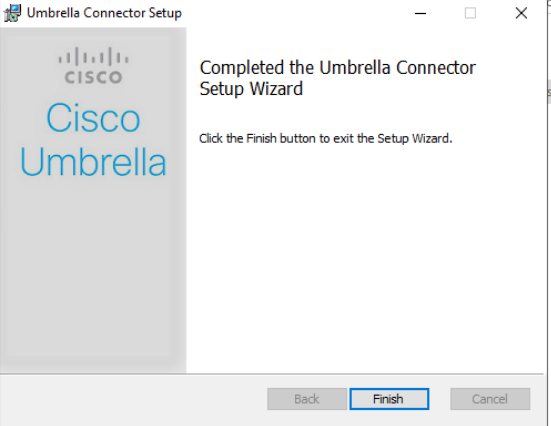 Umbrella Connector Setup
CISCO
Cisco
Umbrella
Completed the Umbrella Connector
Setup Wizard
Click the Finish button to exit the Setup Wizard.
Back
Finish
Cancel